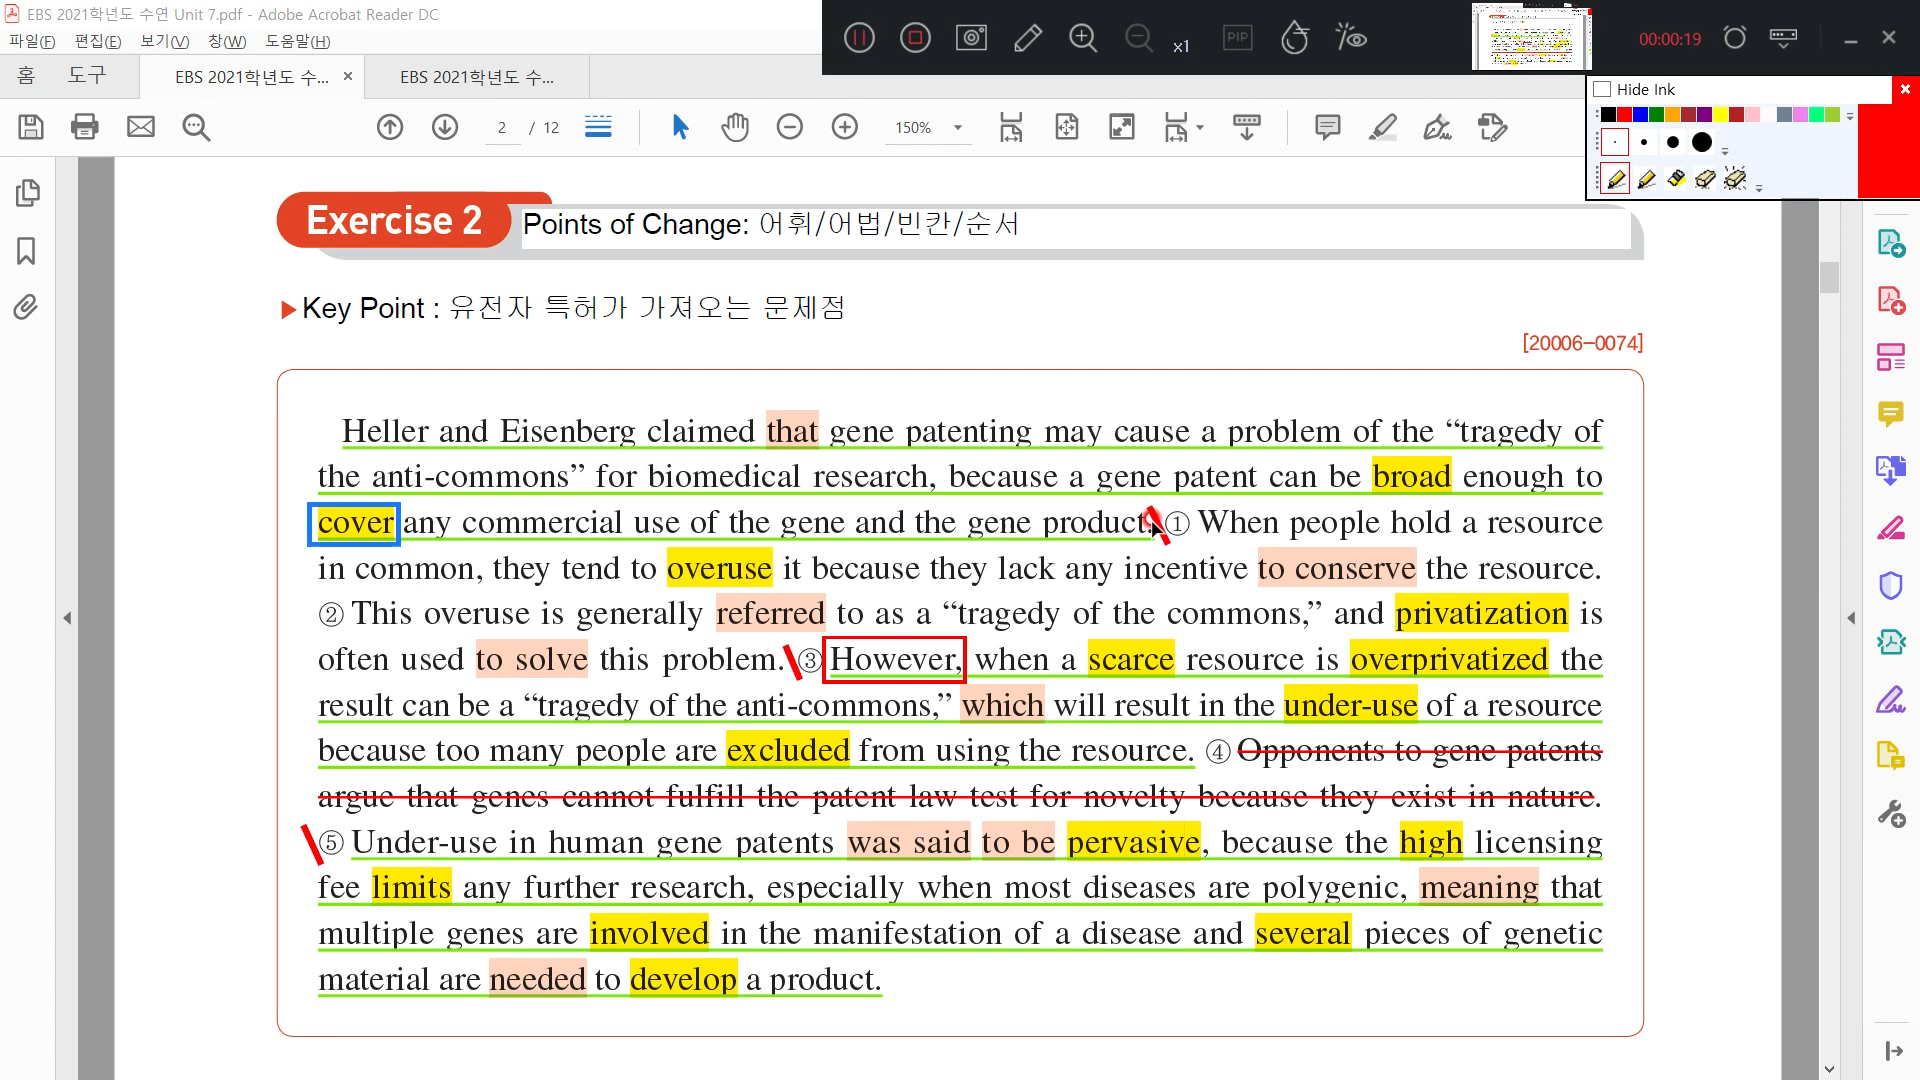 EBS 2021학년도 수연 Unit 7.pdf - Adobe Acrobat Reader DC
파일(F) 편집(E) 보기(V) 창(W) 도움말(H)
x1
PIP
00:00:19
홈 도구 EBS 2021학년도 수... × EBS 2021학년도 수...
Hide Ink
2 / 12
150%
Exercise 2 Points of Change: 어휘/어법/빈칸/순서
Key Point : 유전자 특허가 가져오는 문제점
[20006-0074]
Heller and Eisenberg claimed that gene patenting may cause a problem of the “tragedy of
the anti-commons” for biomedical research, because a gene patent can be broad enough to
cover any commercial use of the gene and the gene product. ① When people hold a resource
in common, they tend to overuse it because they lack any incentive to conserve the resource.
② This overuse is generally referred to as a “tragedy of the commons,” and privatization is
often used to solve this problem. ③ However, when a scarce resource is overprivatized the
result can be a “tragedy of the anti-commons,” which will result in the under-use of a resource
because too many people are excluded from using the resource. ④ Opponents to gene patents
argue that genes cannot fulfill the patent law test for novelty because they exist in nature.
⑤ Under-use in human gene patents was said to be pervasive, because the high licensing
fee limits any further research, especially when most diseases are polygenic, meaning that
multiple genes are involved in the manifestation of a disease and several pieces of genetic
material are needed to develop a product.